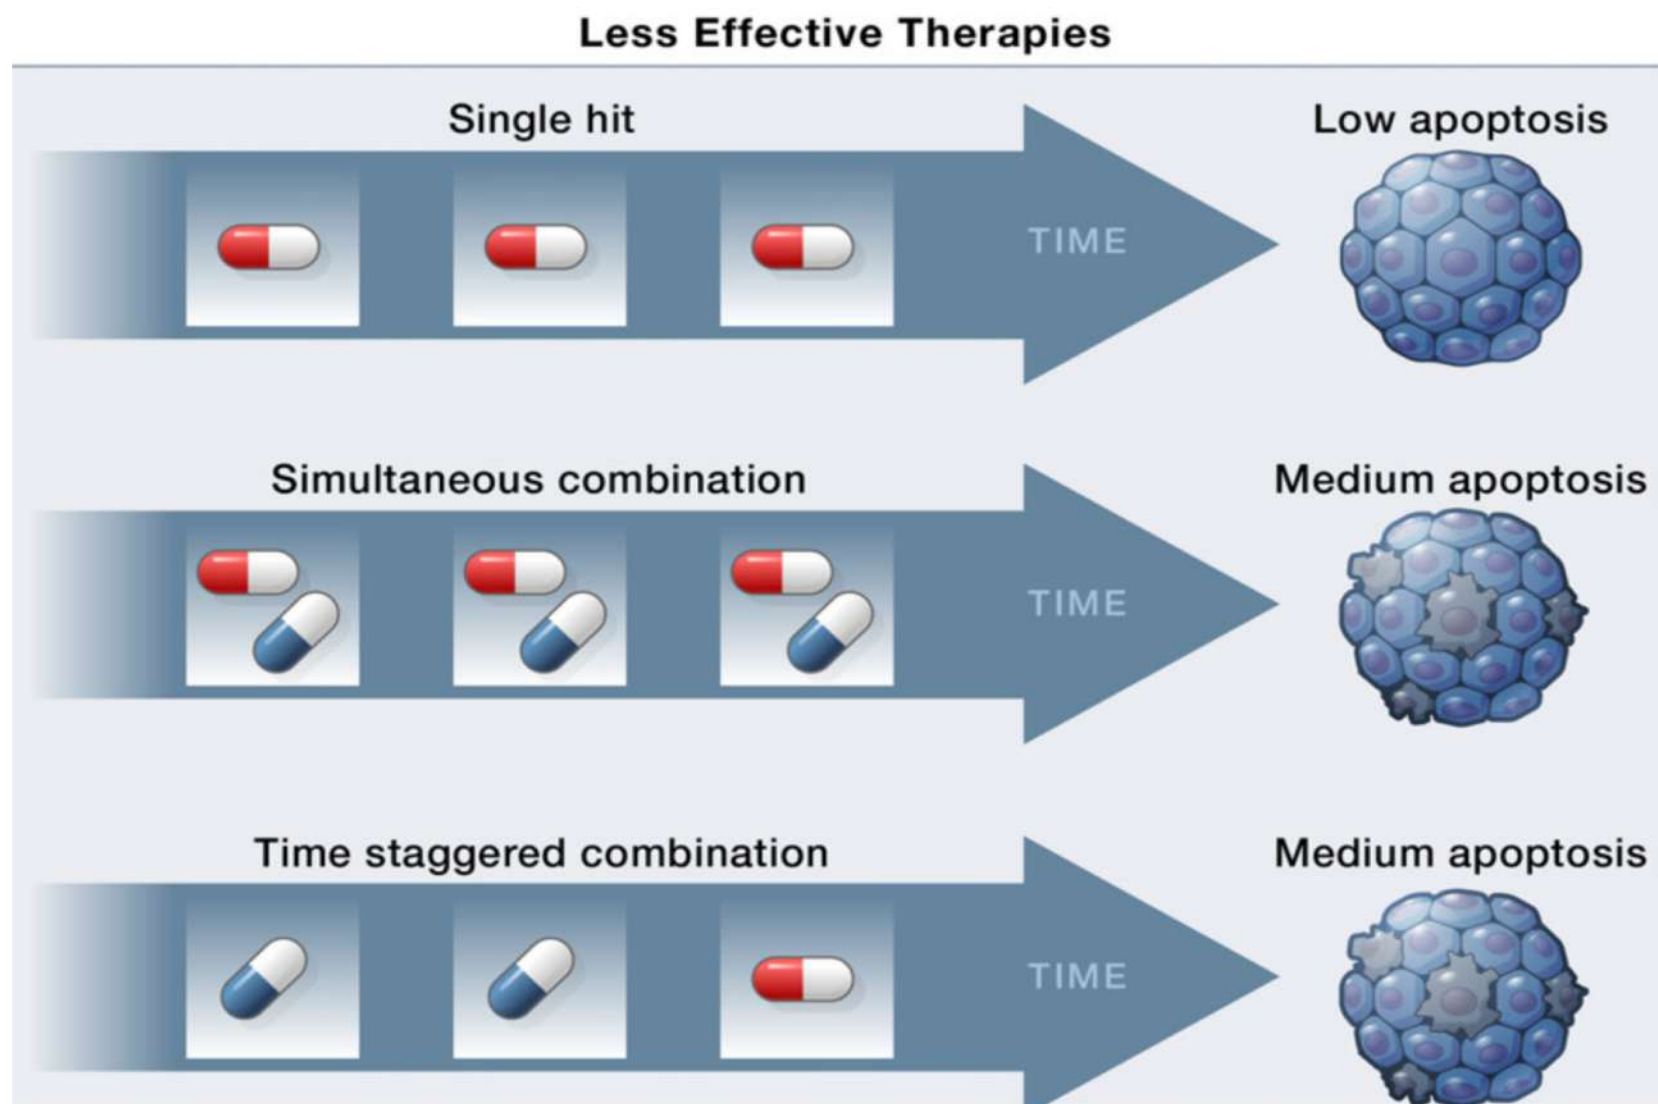 Less Effective Therapies
Single hit
Low apoptosis
TIME
Simultaneous combination
Medium apoptosis
TIME
Time staggered combination
Medium apoptosis
TIME